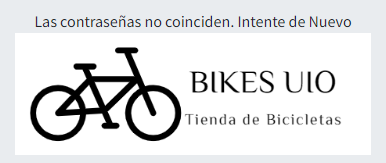 Las contraseñas no coinciden. Intente de Nuevo
BIKES UIO
Tienda de Bicicletas